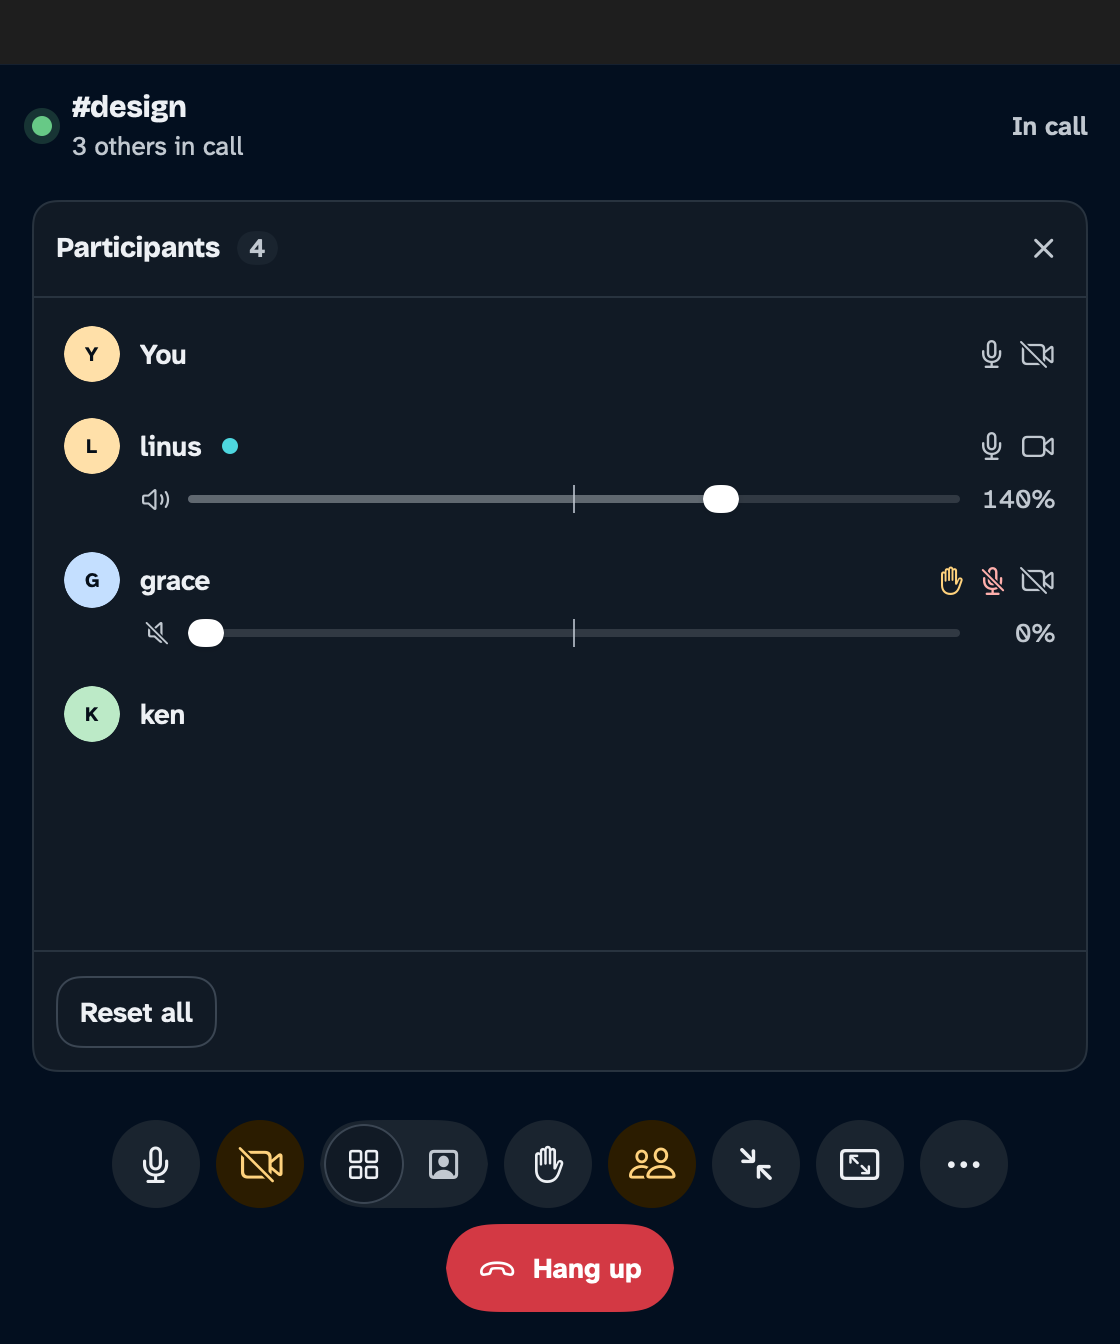 #design
3 others in call
In call
Participants 4
Y You
L linus
140%
G grace
0%
K ken
Reset all
Hang up